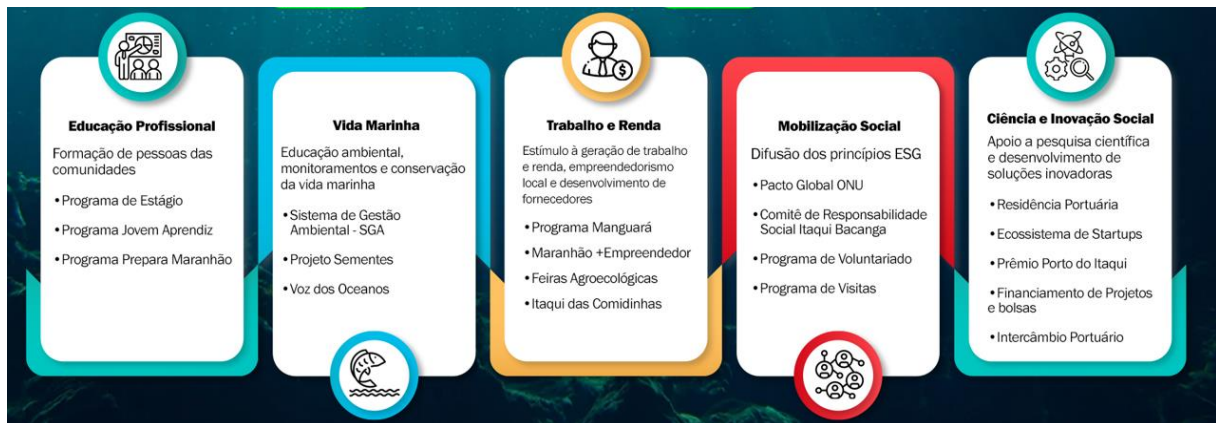 Educação Profissional
Formação de pessoas das
comunidades
•Programa de Estágio
•Programa Jovem Aprendiz
•Programa Prepara Maranhão
Vida Marinha
Educação ambiental,
monitoramentos e conservação
da vida marinha
•Sistema de Gestão
Ambiental - SGA
•Projeto Sementes
•Voz dos Oceanos
Trabalho e Renda
Estímulo à geração de trabalho
e renda, empreendedorismo
local e desenvolvimento de
fornecedores
•Programa Manguará
•Maranhão +Empreendedor
•Feiras Agroecológicas
•Itaqui das Comidinhas
Mobilização Social
Difusão dos princípios ESG
•Pacto Global ONU
•Comitê de Responsabilidade
Social Itaqui Bacanga
•Programa de Voluntariado
•Programa de Visitas
Ciência e Inovação Social
Apoio a pesquisa científica
e desenvolvimento de
soluções inovadoras
•Residência Portuária
•Ecossistema de Startups
•Prêmio Porto do Itaqui
•Financiamento de Projetos
e bolsas
•Intercâmbio Portuário